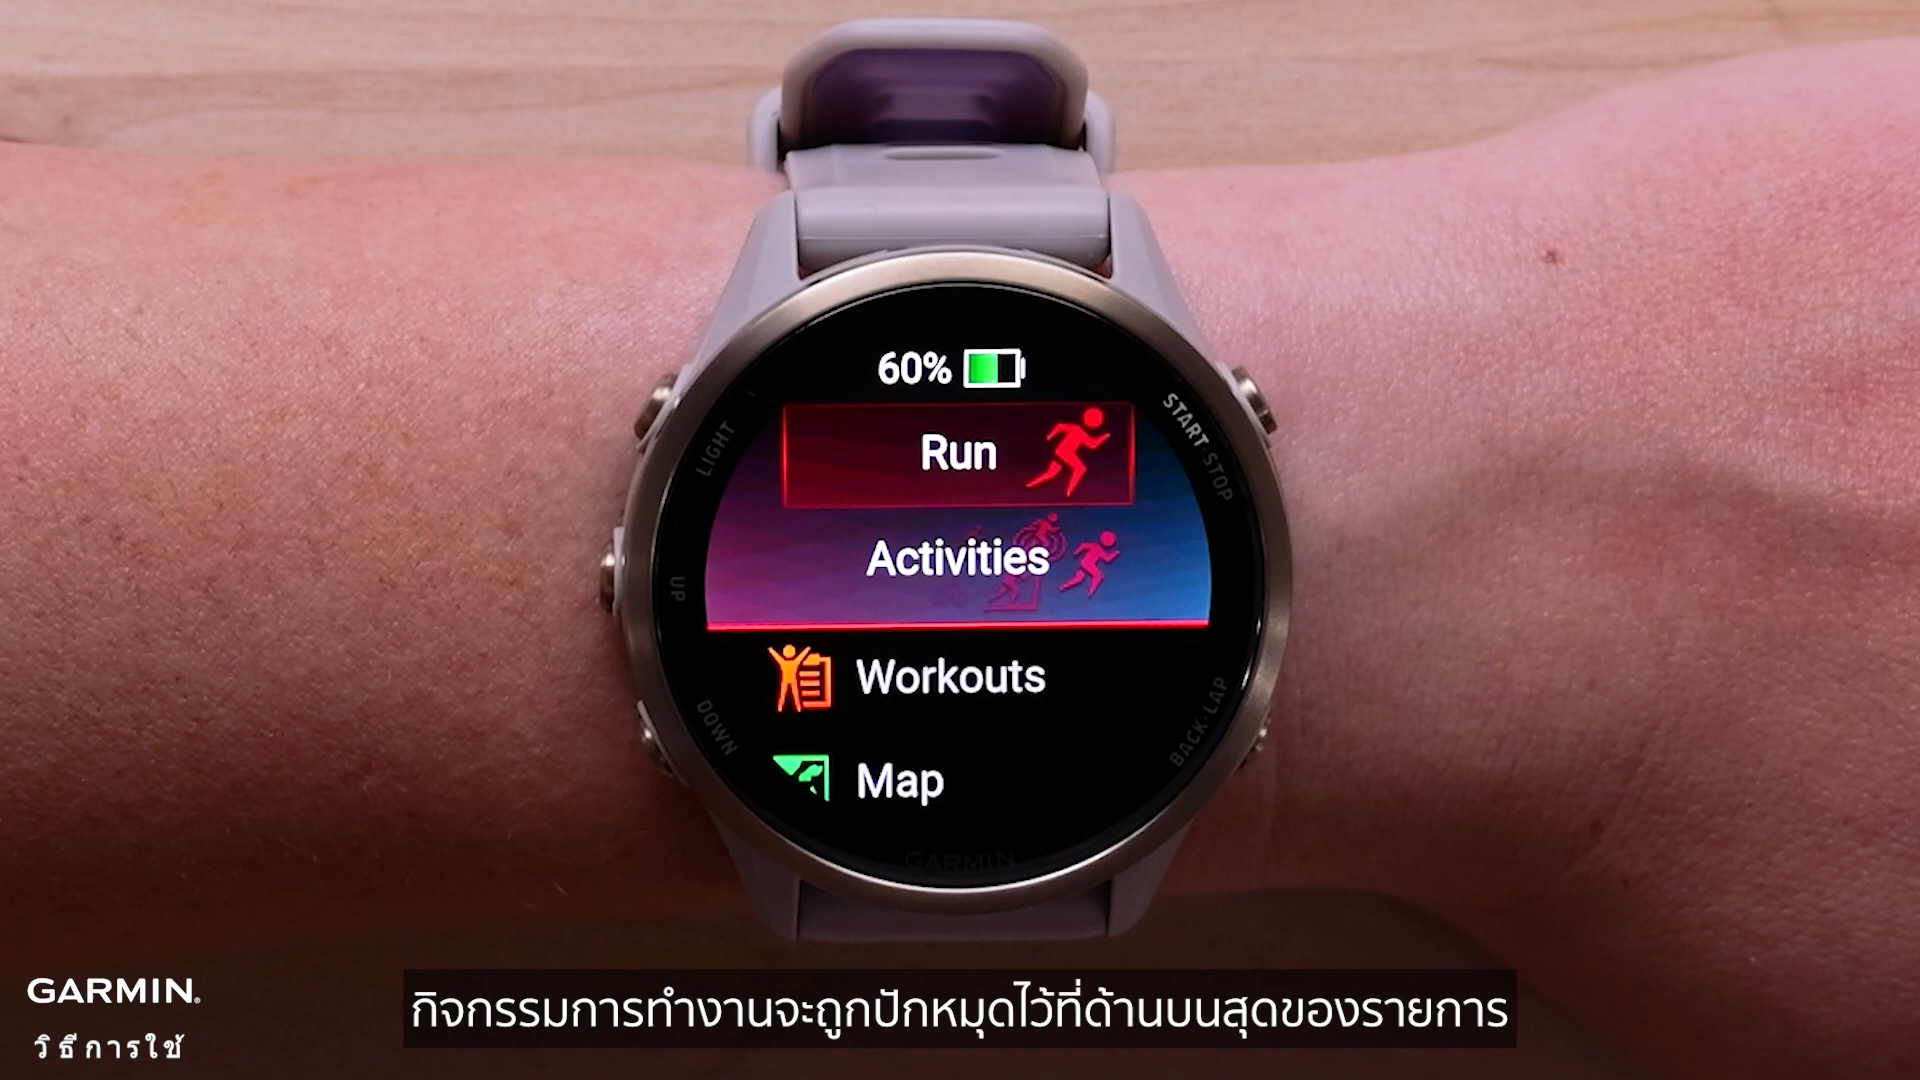 60%
Run
Activities
Workouts
Map
LIGHT
UP
DOWN
START·STOP
BACK·LAP
GARMIN
GARMIN®
วิธีการใช้
กิจกรรมการทำงานจะถูกปักหมุดไว้ที่ด้านบนสุดของรายการ